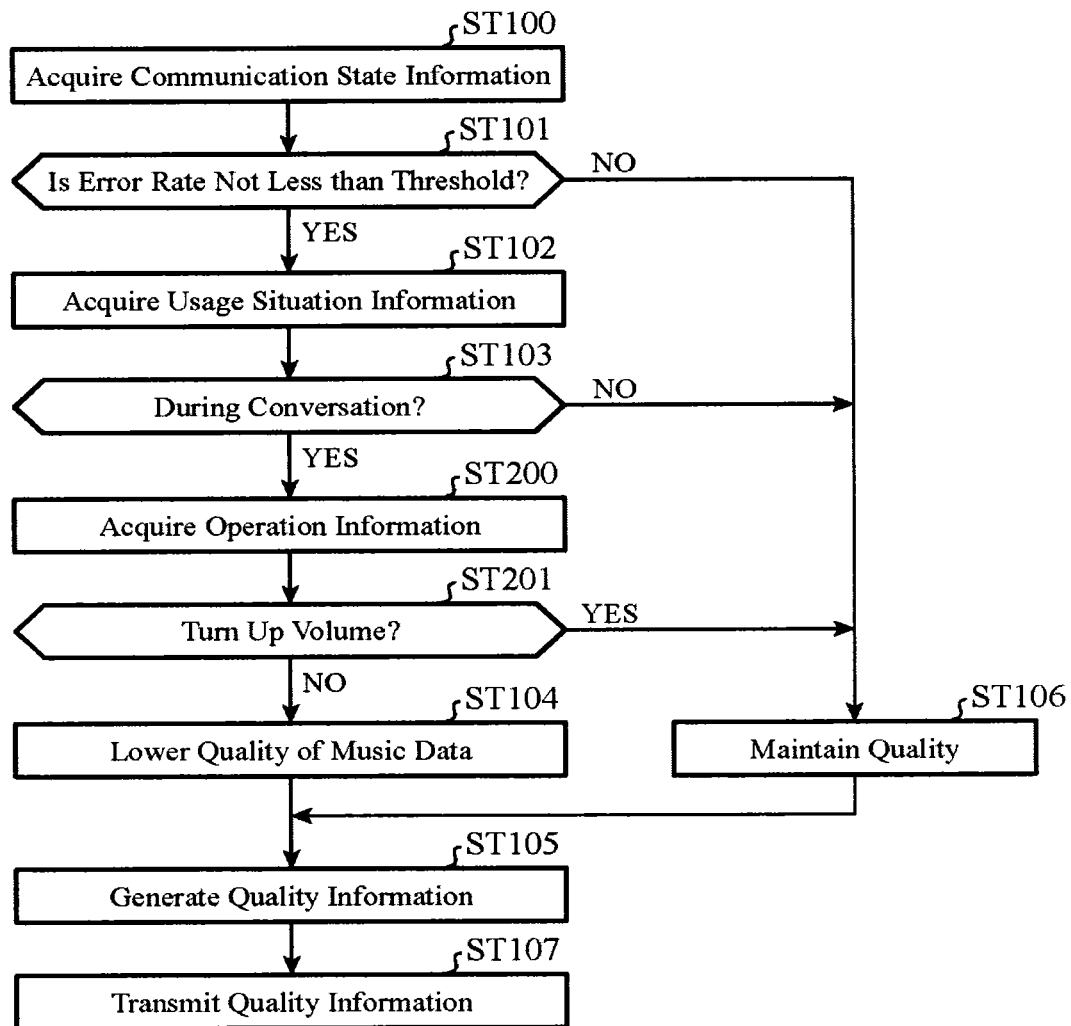 ST100
Acquire Communication State Information
ST101
Is Error Rate Not Less than Threshold?
NO
YES
ST102
Acquire Usage Situation Information
ST103
During Conversation?
NO
YES
ST200
Acquire Operation Information
ST201
Turn Up Volume?
YES
NO
ST104
Lower Quality of Music Data
ST106
Maintain Quality
ST105
Generate Quality Information
ST107
Transmit Quality Information